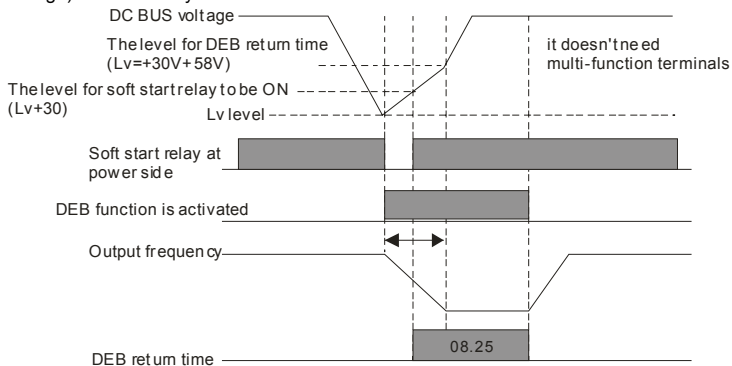 DC BUS voltage
The level for DEB return time
(Lv=+30V+58V)
it doesn't need
multi-function terminals
The level for soft start relay to be ON
(Lv+30)
Lv level
Soft start relay at
power side
DEB function is activated
Output frequency
08.25
DEB return time